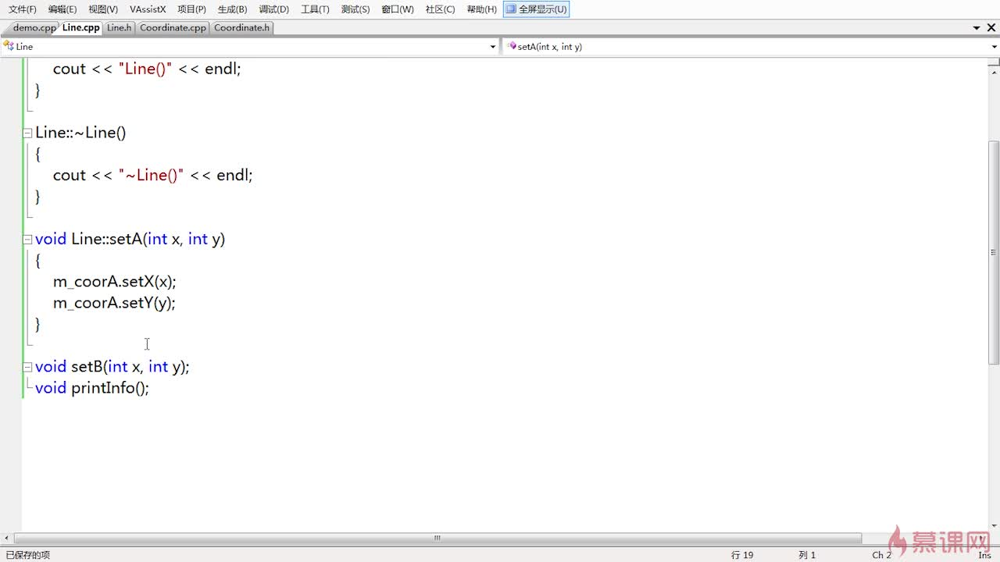 文件(F) 编辑(E) 视图(V) VAssistX 项目(P) 生成(B) 调试(D) 工具(T) 测试(S) 窗口(W) 社区(C) 帮助(H) 全屏显示(U)
demo.cpp Line.cpp Line.h Coordinate.cpp Coordinate.h
Line setA(int x, int y)
cout << "Line()" << endl;
}
Line::~Line()
{
cout << "~Line()" << endl;
}
void Line::setA(int x, int y)
{
m_coorA.setX(x);
m_coorA.setY(y);
}
void setB(int x, int y);
void printInfo();
慕课网
已保存的项 行 19 列 1 Ch 2 Ins